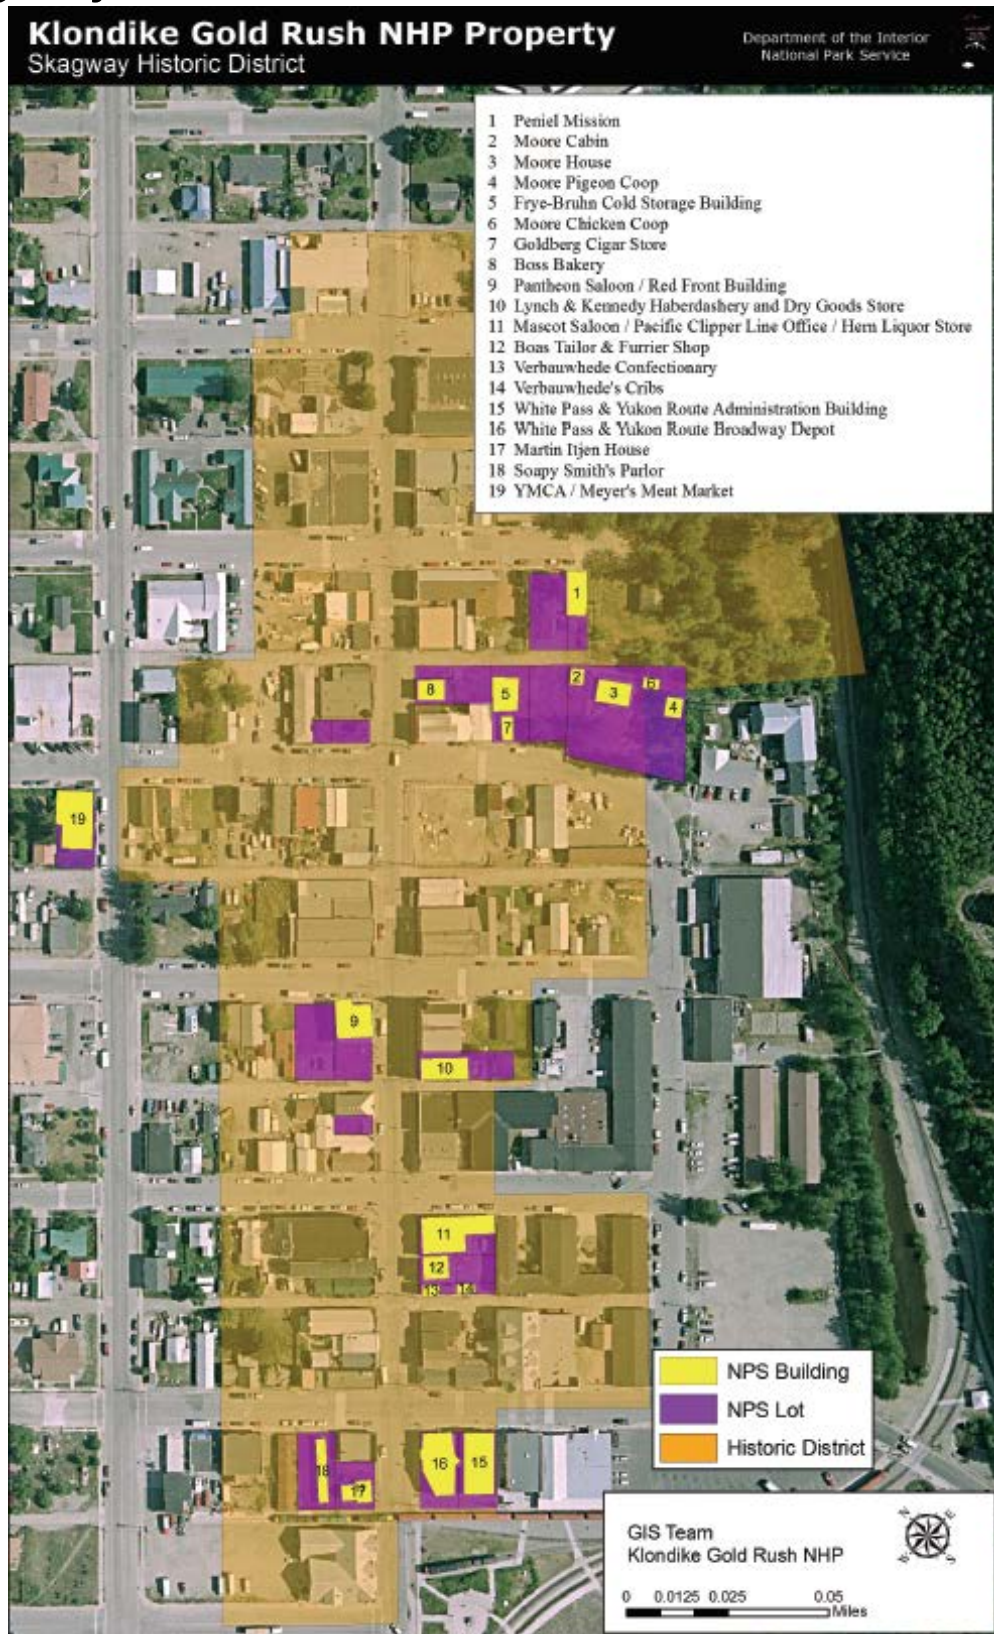 Klondike Gold Rush NHP Property
Skagway Historic District
Department of the Interior
National Park Service
1 Peniel Mission
2 Moore Cabin
3 Moore House
4 Moore Pigeon Coop
5 Frye-Bruhn Cold Storage Building
6 Moore Chicken Coop
7 Goldberg Cigar Store
8 Boss Bakery
9 Pantheon Saloon / Red Front Building
10 Lynch & Kennedy Haberdashery and Dry Goods Store
11 Mascot Saloon / Pacific Clipper Line Office / Hern Liquor Store
12 Boas Tailor & Furrier Shop
13 Verbauwhede Confectionary
14 Verbauwhede's Cribs
15 White Pass & Yukon Route Administration Building
16 White Pass & Yukon Route Broadway Depot
17 Martin Itjen House
18 Soapy Smith's Parlor
19 YMCA / Meyer's Meat Market
1
2
3
6
4
8
5
7
19
9
10
11
12
13
14
18
17
16
15
NPS Building
NPS Lot
Historic District
GIS Team
Klondike Gold Rush NHP
N
E
W
S
0 0.0125 0.025 0.05
Miles